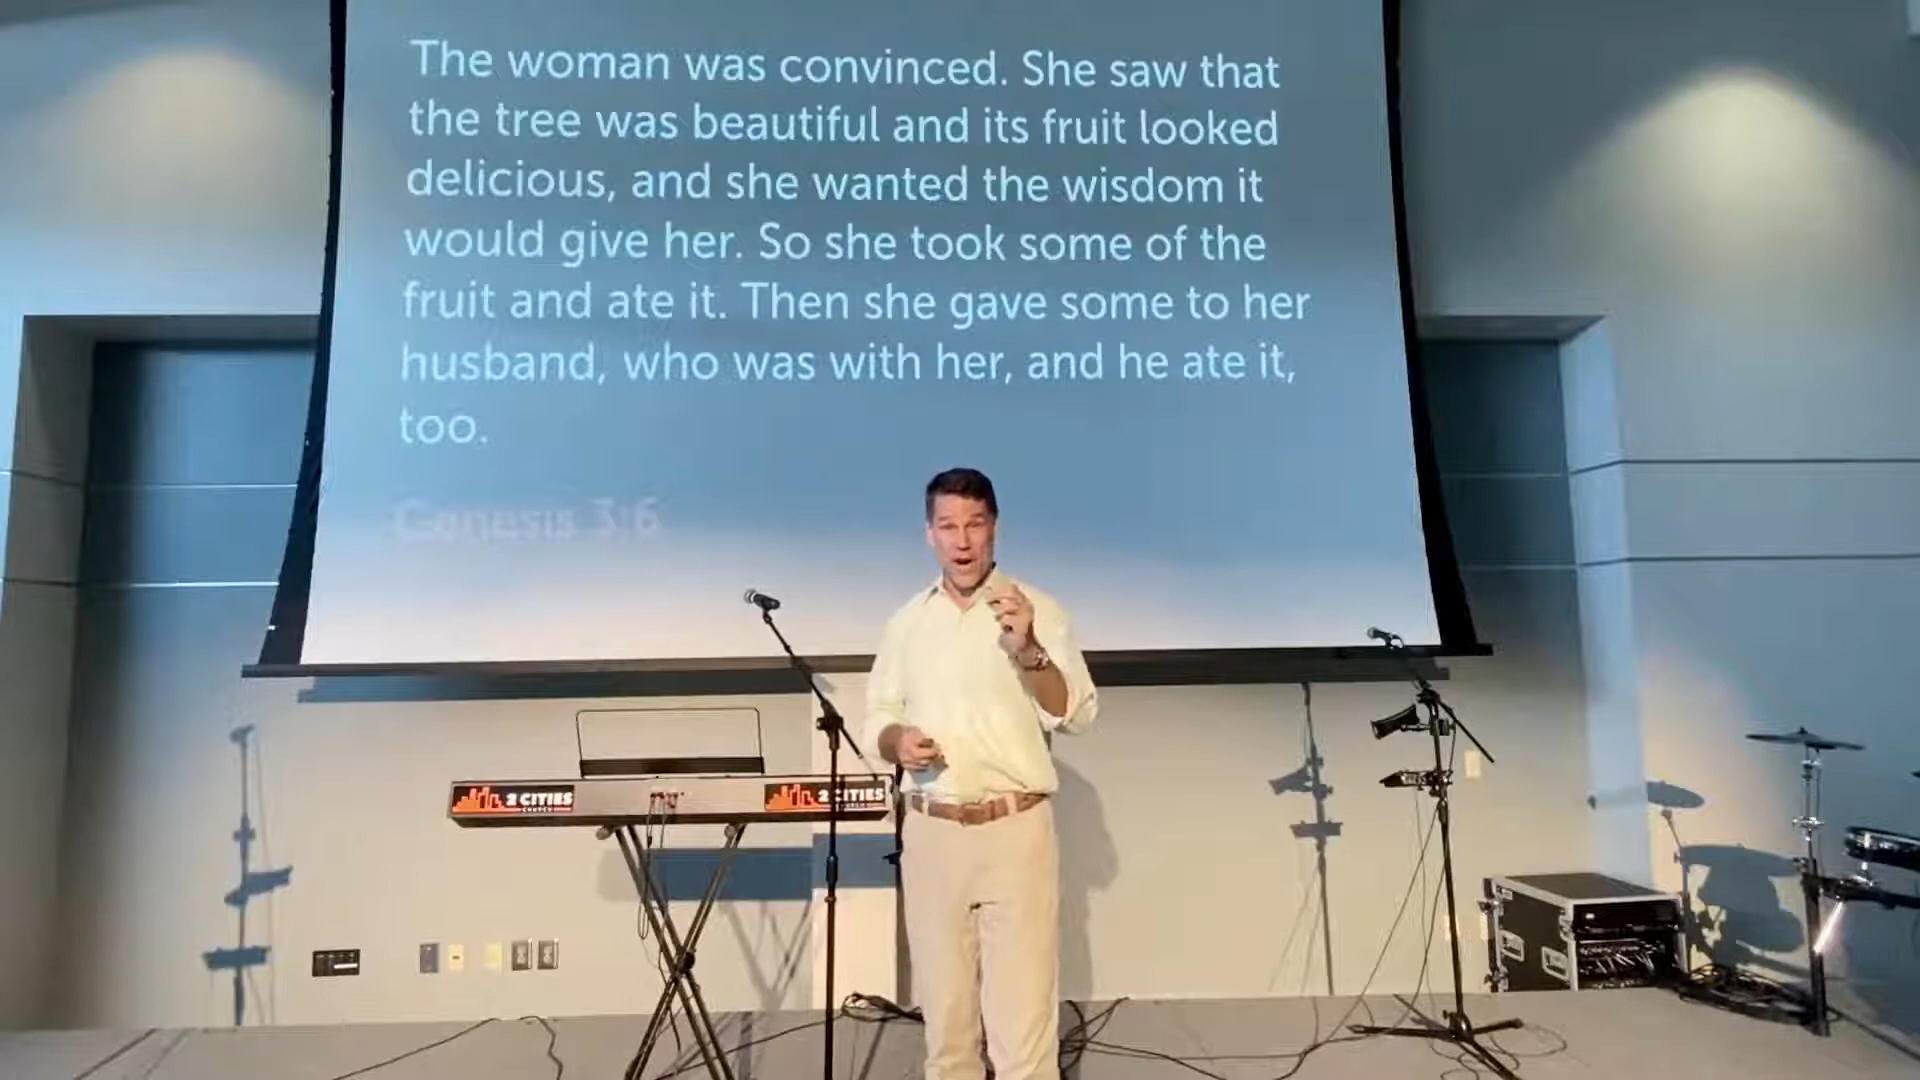 The woman was convinced. She saw that
the tree was beautiful and its fruit looked
delicious, and she wanted the wisdom it
would give her. So she took some of the
fruit and ate it. Then she gave some to her
husband, who was with her, and he ate it,
too.
Genesis 3:6
2 CITIES
CHURCH
2 CITIES
CHURCH